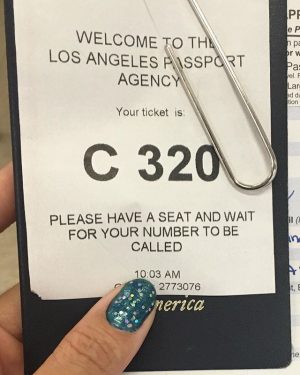 WELCOME TO THE
LOS ANGELES PASSPORT
AGENCY
Your ticket is:
C 320
PLEASE HAVE A SEAT AND WAIT
FOR YOUR NUMBER TO BE
CALLED
10:03 AM
2773076
merica